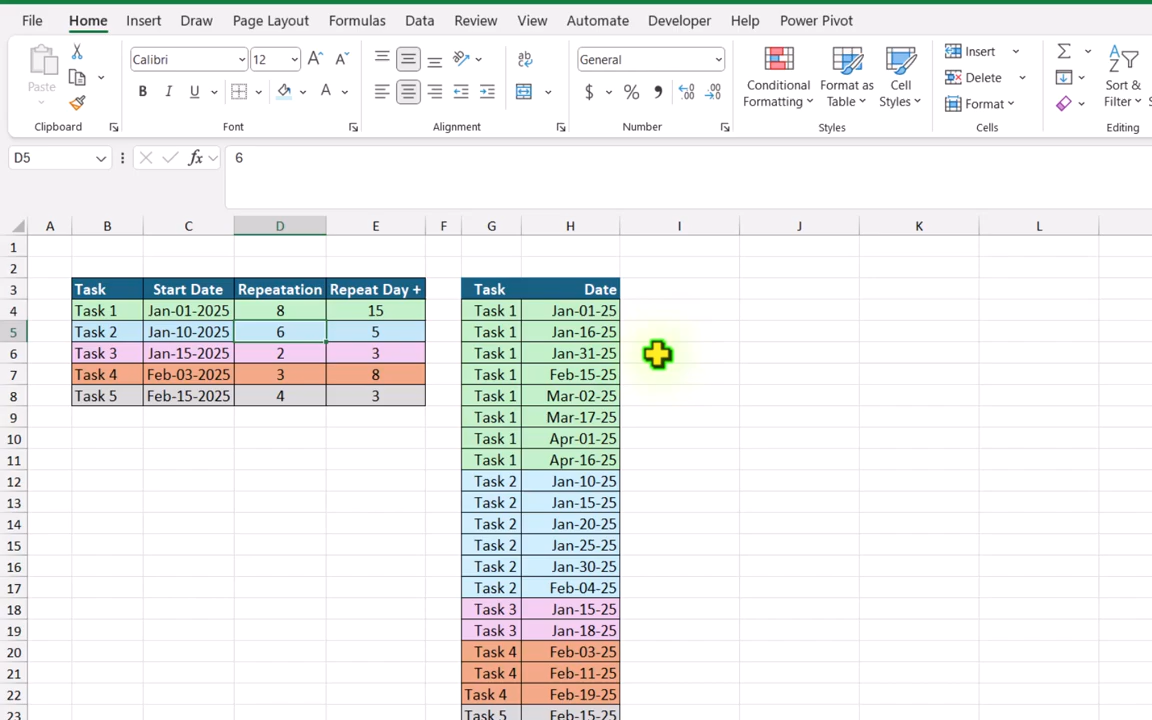 File Home Insert Draw Page Layout Formulas Data Review View Automate Developer Help Power Pivot
Paste
Calibri 12
B I U A
General
$ % 9
Conditional Formatting
Format as Table
Cell Styles
Insert
Delete
Format
Sort &
Filter
Clipboard Font Alignment Number Styles Cells Editing
D5 fx 6
A B C D E F G H I J K L
1
2
3 Task Start Date Repeatation Repeat Day + Task Date
4 Task 1 Jan-01-2025 8 15 Task 1 Jan-01-25
5 Task 2 Jan-10-2025 6 5 Task 1 Jan-16-25
6 Task 3 Jan-15-2025 2 3 Task 1 Jan-31-25
7 Task 4 Feb-03-2025 3 8 Task 1 Feb-15-25
8 Task 5 Feb-15-2025 4 3 Task 1 Mar-02-25
9 Task 1 Mar-17-25
10 Task 1 Apr-01-25
11 Task 1 Apr-16-25
12 Task 2 Jan-10-25
13 Task 2 Jan-15-25
14 Task 2 Jan-20-25
15 Task 2 Jan-25-25
16 Task 2 Jan-30-25
17 Task 2 Feb-04-25
18 Task 3 Jan-15-25
19 Task 3 Jan-18-25
20 Task 4 Feb-03-25
21 Task 4 Feb-11-25
22 Task 4 Feb-19-25
23 Task 5 Feb-15-25